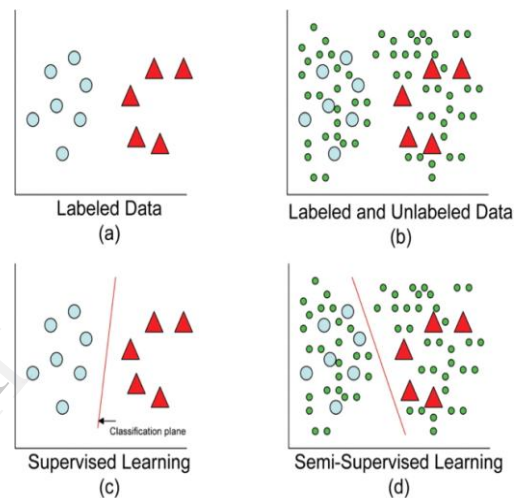 Labeled Data
(a)
Labeled and Unlabeled Data
(b)
Classification plane
Supervised Learning
(c)
Semi-Supervised Learning
(d)